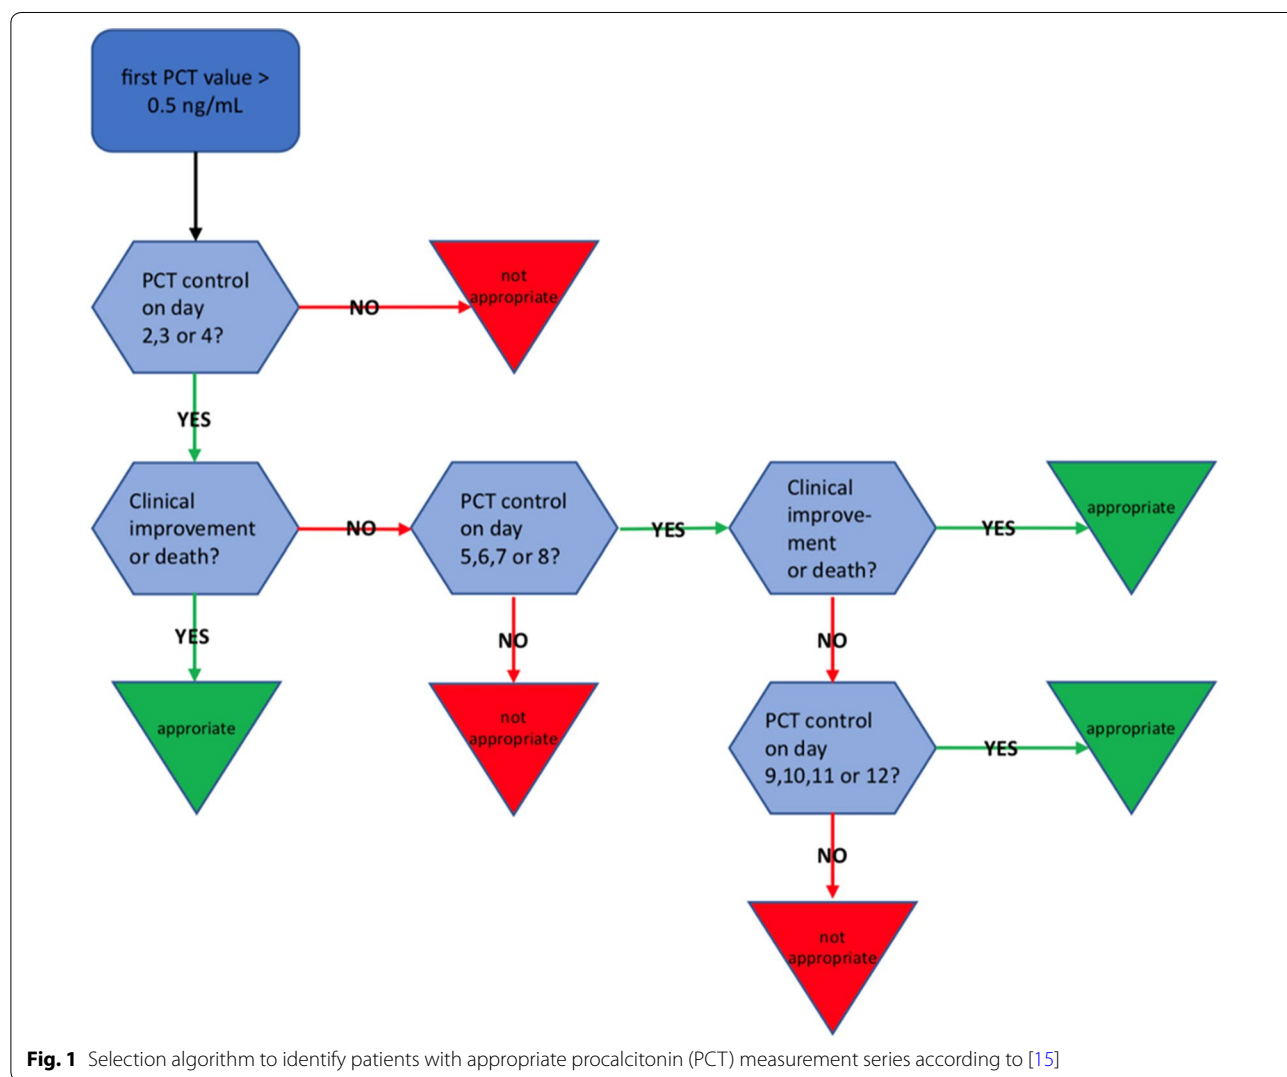 first PCT value >
0.5 ng/mL
PCT control
on day
2,3 or 4?
NO
not
appropriate
YES
Clinical
improvement
or death?
NO
PCT control
on day
5,6,7 or 8?
YES
Clinical
improve-
ment
or death?
YES
appropriate
YES
approriate
NO
not
appropriate
NO
PCT control
on day
9,10,11 or 12?
YES
appropriate
NO
not
appropriate
Fig. 1 Selection algorithm to identify patients with appropriate procalcitonin (PCT) measurement series according to [15]